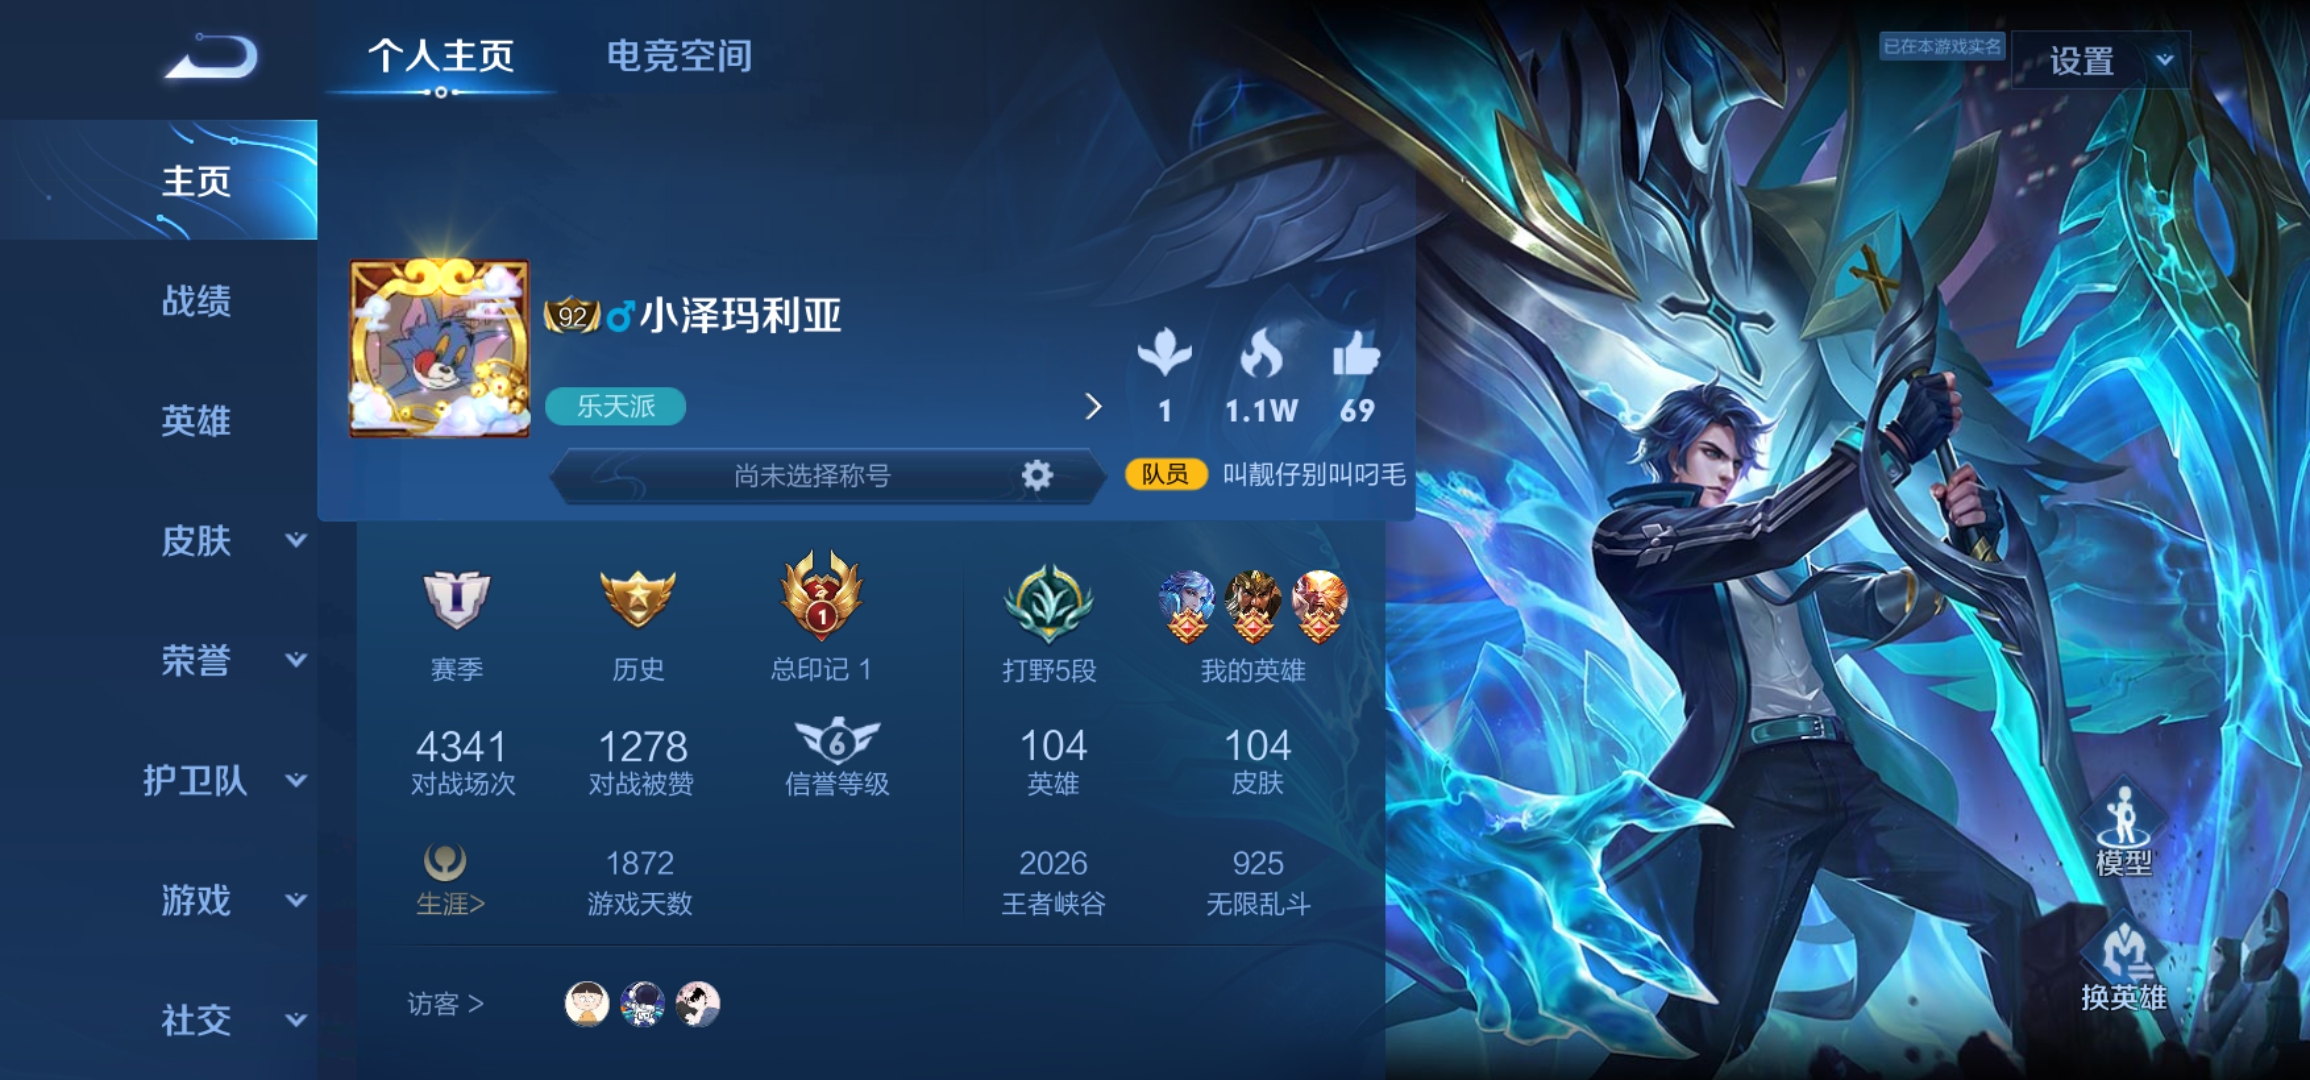 个人主页
电竞空间
已在本游戏实名
设置
主页
战绩
英雄
皮肤
荣誉
护卫队
游戏
社交
92
小泽玛利亚
乐天派
1
1.1W
69
尚未选择称号
队员 叫靓仔别叫叼毛
1
赛季
历史
总印记 1
打野5段
我的英雄
4341
1278
6
104
104
对战场次
对战被赞
信誉等级
英雄
皮肤
1872
2026
925
生涯>
游戏天数
王者峡谷
无限乱斗
访客 >
模型
换英雄